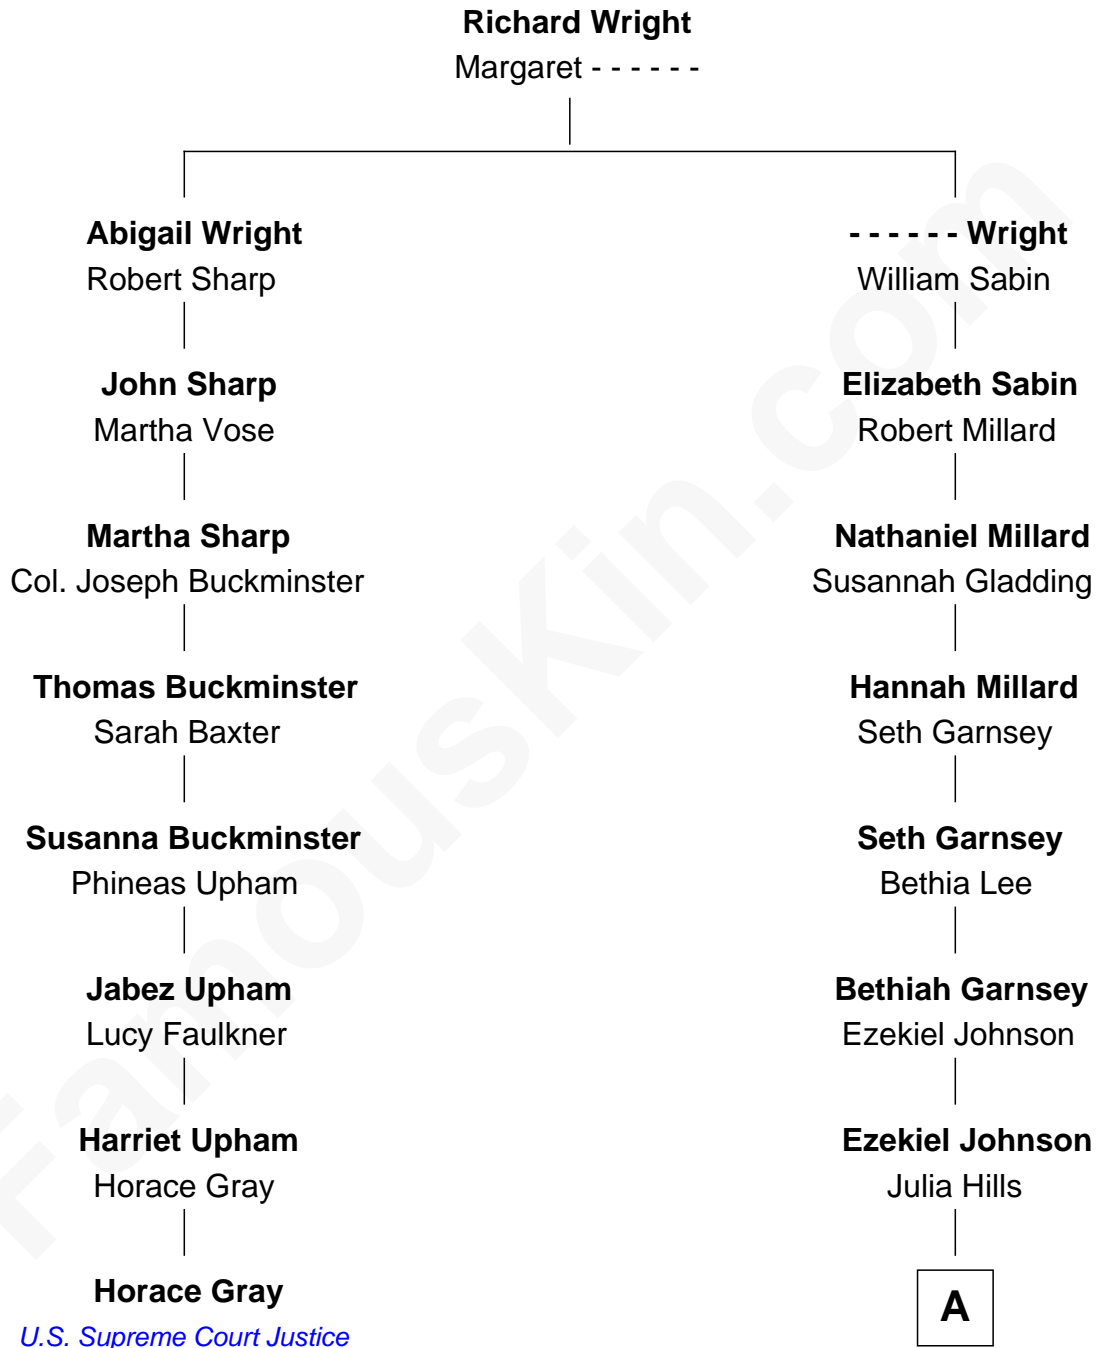 Richard Wright
Margaret - - - - - -
Abigail Wright
Robert Sharp
- - - - - - Wright
William Sabin
John Sharp
Martha Vose
Elizabeth Sabin
Robert Millard
Martha Sharp
Col. Joseph Buckminster
Nathaniel Millard
Susannah Gladding
Thomas Buckminster
Sarah Baxter
Hannah Millard
Seth Garnsey
Susanna Buckminster
Phineas Upham
Seth Garnsey
Bethia Lee
Jabez Upham
Lucy Faulkner
Bethiah Garnsey
Ezekiel Johnson
Harriet Upham
Horace Gray
Ezekiel Johnson
Julia Hills
Horace Gray
U.S. Supreme Court Justice
A
FamousKin.com